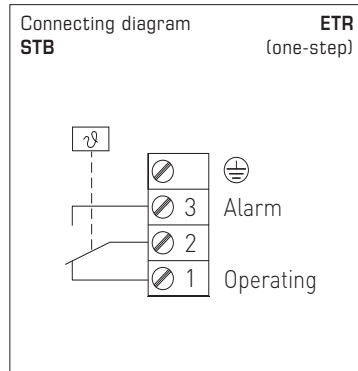 Connecting diagram ETR
STB (one-step)
ϑ
3 Alarm
2
1 Operating